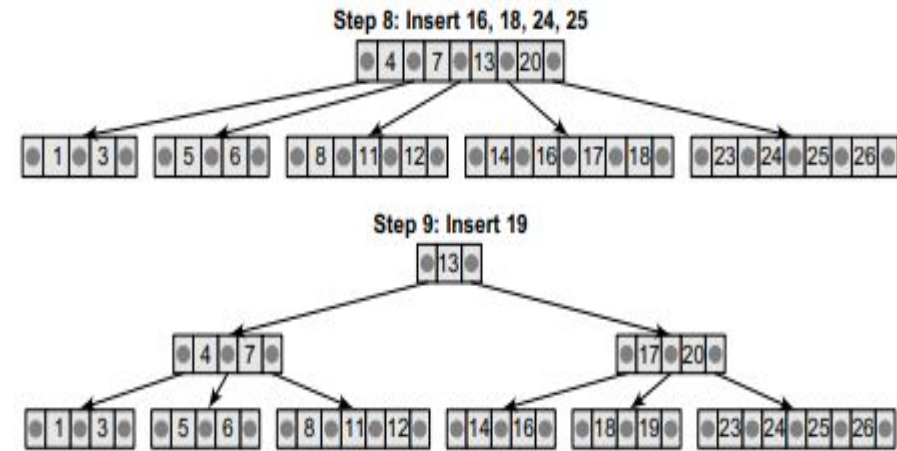 Step 8: Insert 16, 18, 24, 25
4 7 13 20
1 3 5 6 8 11 12 14 16 17 18 23 24 25 26
Step 9: Insert 19
13
4 7 17 20
1 3 5 6 8 11 12 14 16 18 19 23 24 25 26